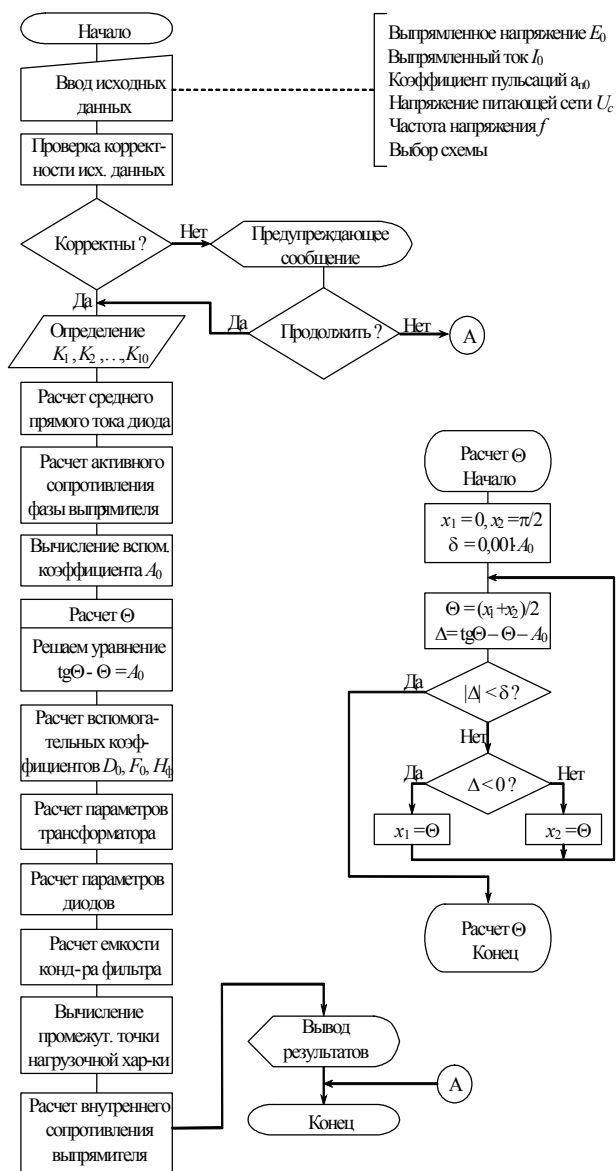 Начало
Ввод исходных
данных
Выпрямленное напряжение E₀
Выпрямленный ток I₀
Коэффициент пульсаций aₙ₀
Напряжение питающей сети U_c
Частота напряжения f
Выбор схемы
Проверка коррект-
ности исх. данных
Корректны ?
Нет
Предупреждающее
сообщение
Да
Продолжить ?
Да
Нет
А
Определение
K₁ , K₂ , …, K₁₀
Расчет среднего
прямого тока диода
Расчет активного
сопротивления
фазы выпрямителя
Вычисление вспом.
коэффициента A₀
Расчет Θ
Решаем уравнение
tgΘ - Θ = A₀
Расчет вспомога-
тельных коэф-
фициентов D₀, F₀, H_ф
Расчет параметров
трансформатора
Расчет параметров
диодов
Расчет емкости
конд-ра фильтра
Вычисление
промежут. точки
нагрузочной хар-ки
Расчет внутреннего
сопротивления
выпрямителя
Вывод
результатов
А
Конец
Расчет Θ
Начало
x₁ = 0, x₂ = π/2
δ = 0,001·A₀
Θ = (x₁+x₂)/2
Δ= tgΘ – Θ – A₀
Да
|Δ| < δ ?
Нет
Да
Δ < 0 ?
Нет
x₁ = Θ
x₂ = Θ
Расчет Θ
Конец